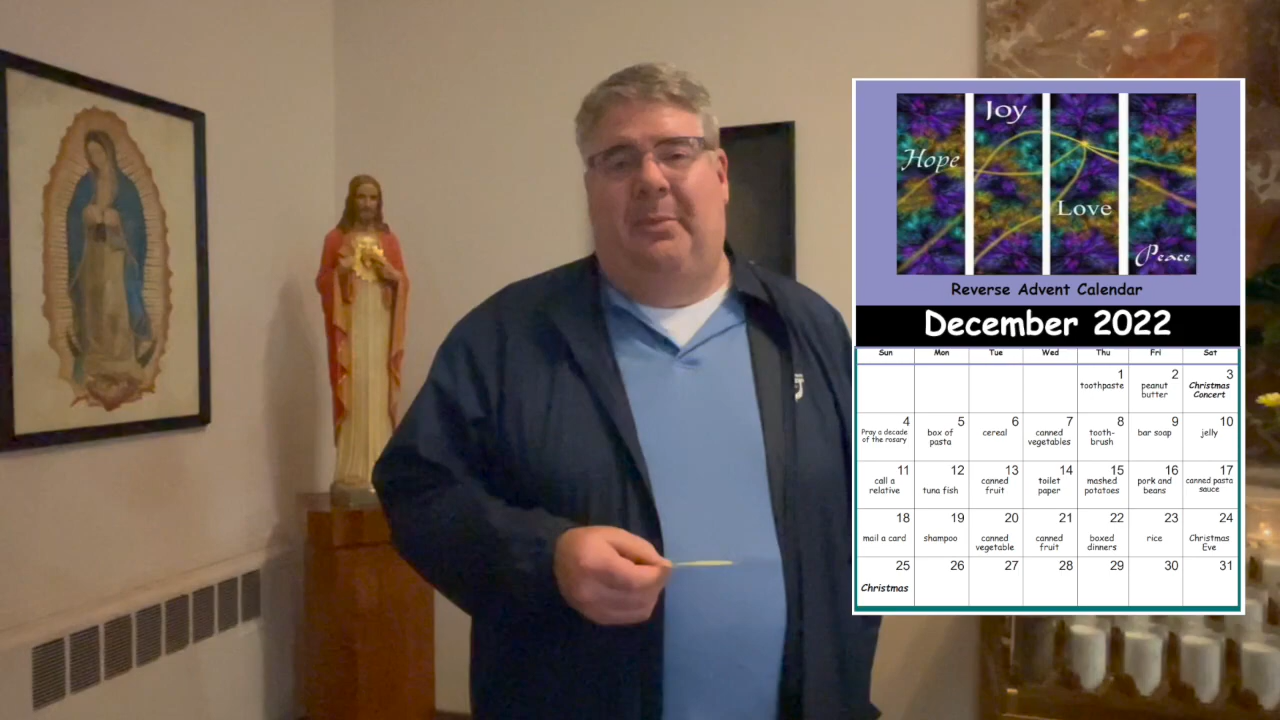 Joy
Hope
Love
Peace
Reverse Advent Calendar
December 2022
Sun Mon Tue Wed Thu Fri Sat
1 2 3
toothpaste peanut butter Christmas Concert
4 5 6 7 8 9 10
Pray a decade of the rosary box of pasta cereal canned vegetables tooth-brush bar soap jelly
11 12 13 14 15 16 17
call a relative tuna fish canned fruit toilet paper mashed potatoes pork and beans canned pasta sauce
18 19 20 21 22 23 24
mail a card shampoo canned vegetable canned fruit boxed dinners rice Christmas Eve
25 26 27 28 29 30 31
Christmas